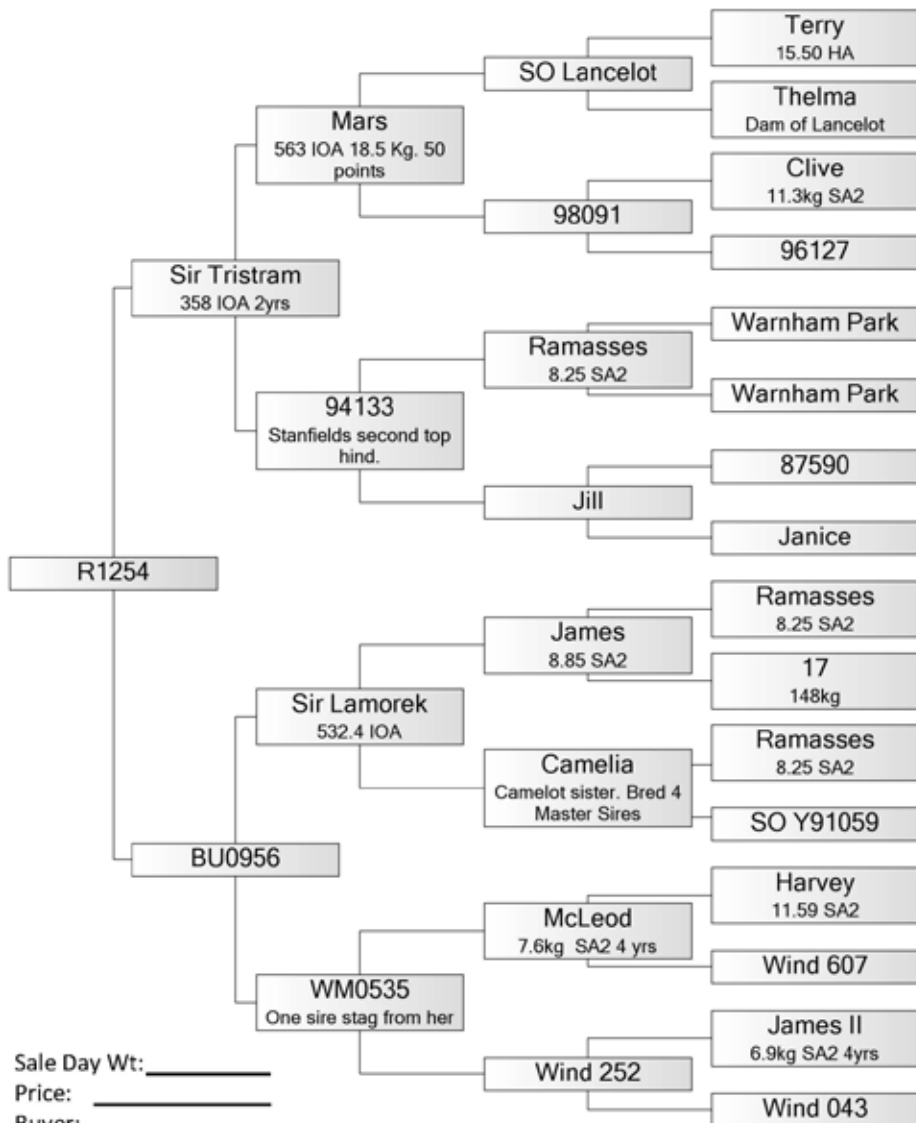 Terry
15.50 HA
SO Lancelot
Thelma
Dam of Lancelot
Mars
563 IOA 18.5 Kg. 50
points
Clive
11.3kg SA2
98091
96127
Sir Tristram
358 IOA 2yrs
Warnham Park
Ramasses
8.25 SA2
Warnham Park
94133
Stanfields second top
hind.
87590
Jill
Janice
R1254
Ramasses
8.25 SA2
James
8.85 SA2
17
148kg
Sir Lamorek
532.4 IOA
Ramasses
8.25 SA2
Camelia
Camelot sister. Bred 4
Master Sires
SO Y91059
BU0956
Harvey
11.59 SA2
McLeod
7.6kg SA2 4 yrs
Wind 607
WM0535
One sire stag from her
James II
6.9kg SA2 4yrs
Wind 252
Wind 043
Sale Day Wt:
Price:
Buyer: